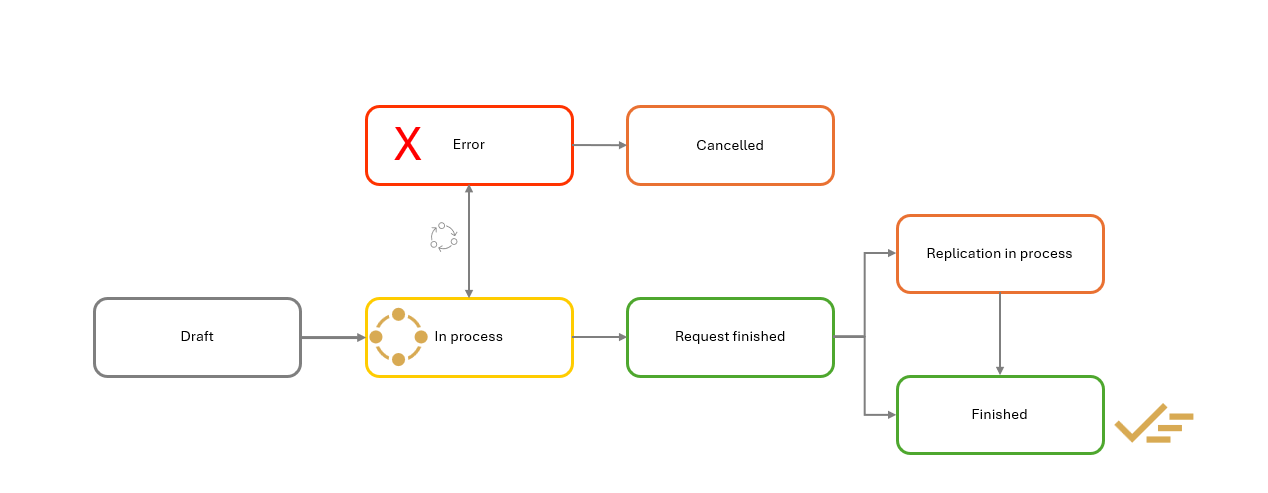 X
Error
Cancelled
Replication in process
Draft
In process
Request finished
Finished